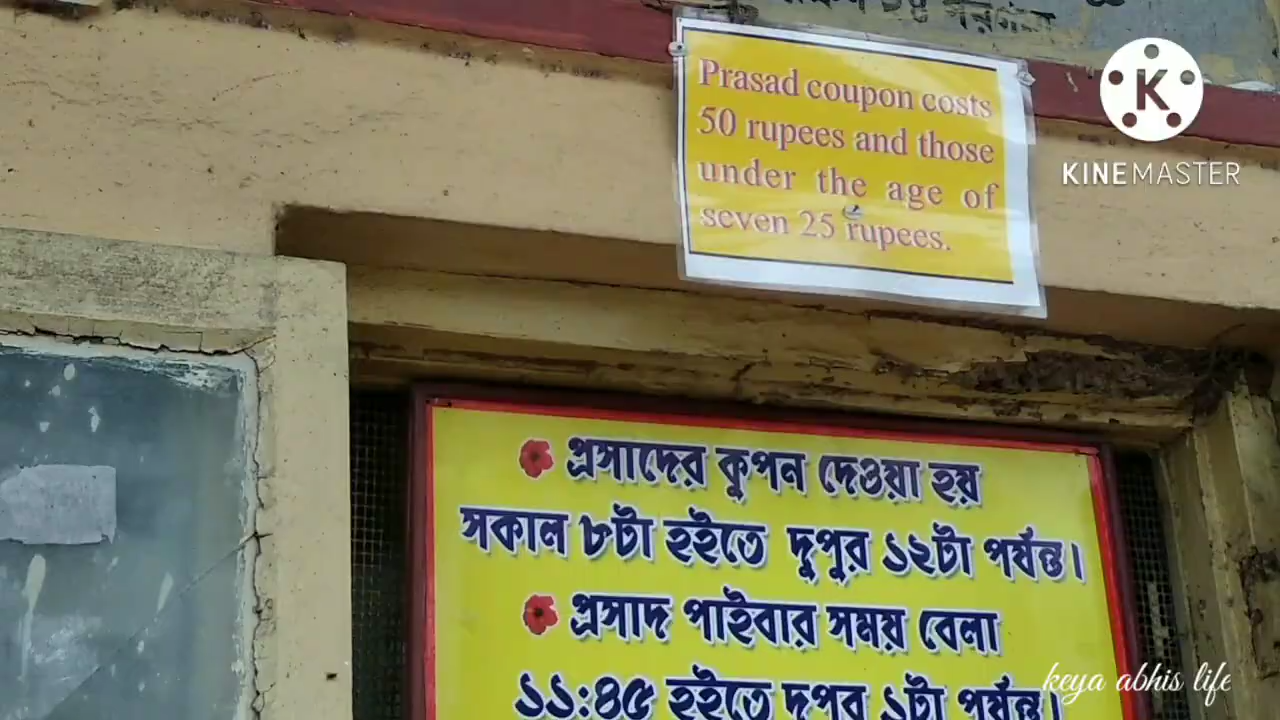 Prasad coupon costs
50 rupees and those
under the age of
seven 25 rupees.
K
KINEMASTER
প্রসাদের কুপন দেওয়া হয়
সকাল ৮টা হইতে দুপুর ১২টা পর্যন্ত।
প্রসাদ পাইবার সময় বেলা
১১:৪৫ হইতে দুপুর ১টা পর্যন্ত।
keya abhis life